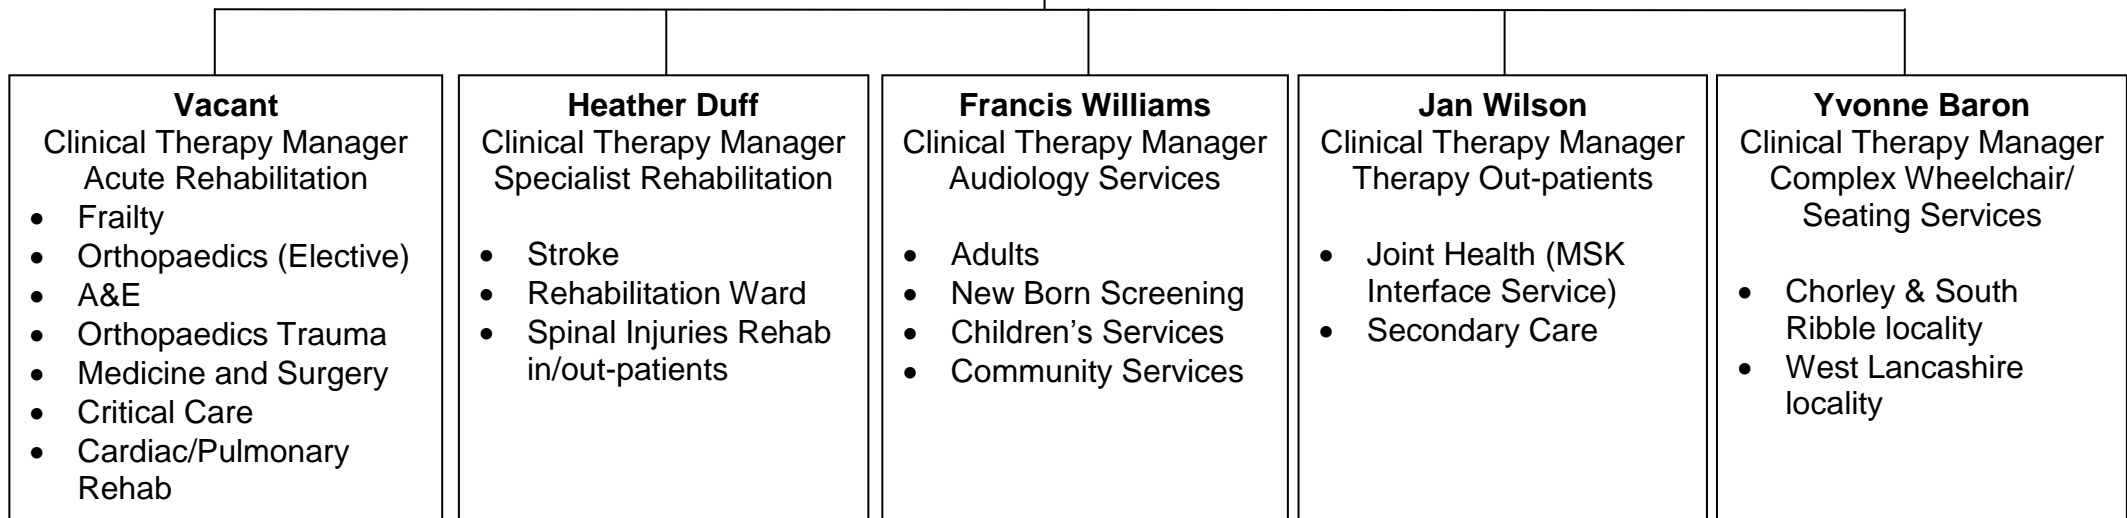 Vacant
Clinical Therapy Manager
Acute Rehabilitation
• Frailty
• Orthopaedics (Elective)
• A&E
• Orthopaedics Trauma
• Medicine and Surgery
• Critical Care
• Cardiac/Pulmonary
Rehab
Heather Duff
Clinical Therapy Manager
Specialist Rehabilitation
• Stroke
• Rehabilitation Ward
• Spinal Injuries Rehab
in/out-patients
Francis Williams
Clinical Therapy Manager
Audiology Services
• Adults
• New Born Screening
• Children’s Services
• Community Services
Jan Wilson
Clinical Therapy Manager
Therapy Out-patients
• Joint Health (MSK
Interface Service)
• Secondary Care
Yvonne Baron
Clinical Therapy Manager
Complex Wheelchair/
Seating Services
• Chorley & South
Ribble locality
• West Lancashire
locality